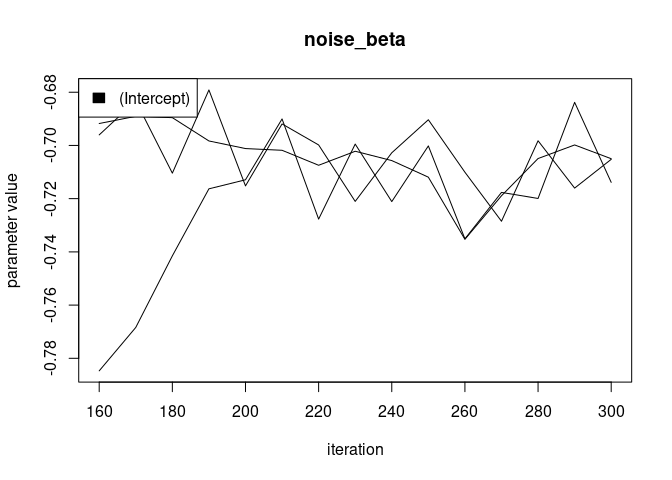 noise_beta
(Intercept)
-0.68
-0.70
-0.72
-0.74
-0.76
-0.78
parameter value
160 180 200 220 240 260 280 300
iteration